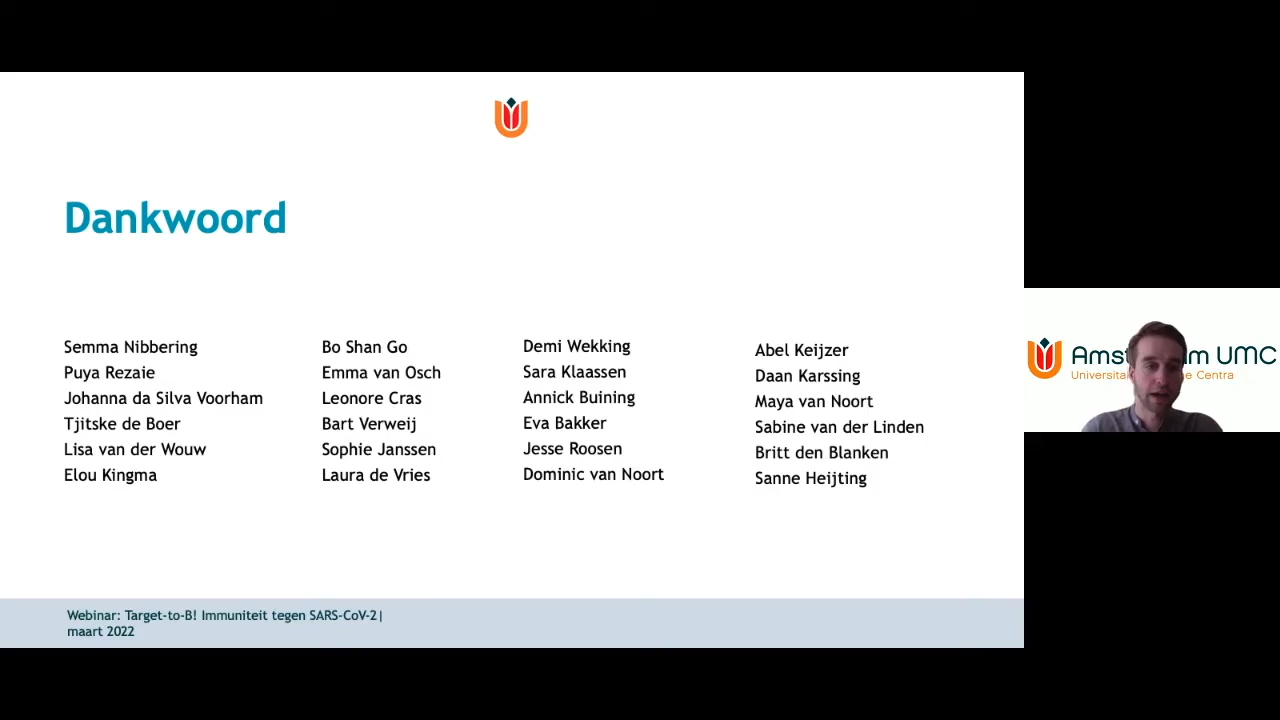 Dankwoord
Semma Nibbering
Puya Rezaie
Johanna da Silva Voorham
Tjitske de Boer
Lisa van der Wouw
Elou Kingma
Bo Shan Go
Emma van Osch
Leonore Cras
Bart Verweij
Sophie Janssen
Laura de Vries
Demi Wekking
Sara Klaassen
Annick Buining
Eva Bakker
Jesse Roosen
Dominic van Noort
Abel Keijzer
Daan Karssing
Maya van Noort
Sabine van der Linden
Britt den Blanken
Sanne Heijting
Webinar: Target-to-B! Immuniteit tegen SARS-CoV-2|
maart 2022
UMC
Centra